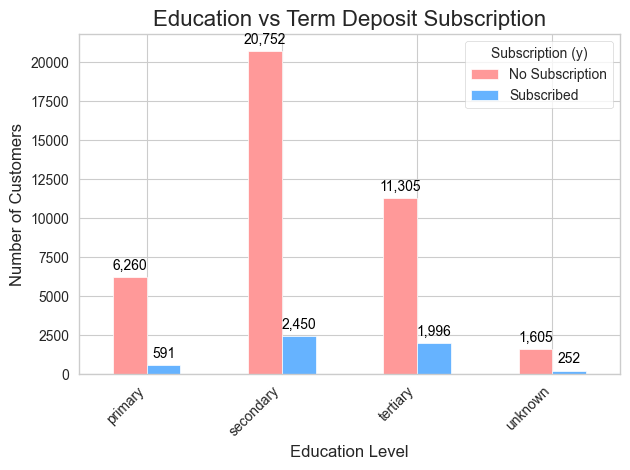 Education vs Term Deposit Subscription
Subscription (y)
No Subscription
Subscribed
Number of Customers
20000
17500
15000
12500
10000
7500
5000
2500
0
6,260
591
20,752
2,450
11,305
1,996
1,605
252
primary
secondary
tertiary
unknown
Education Level